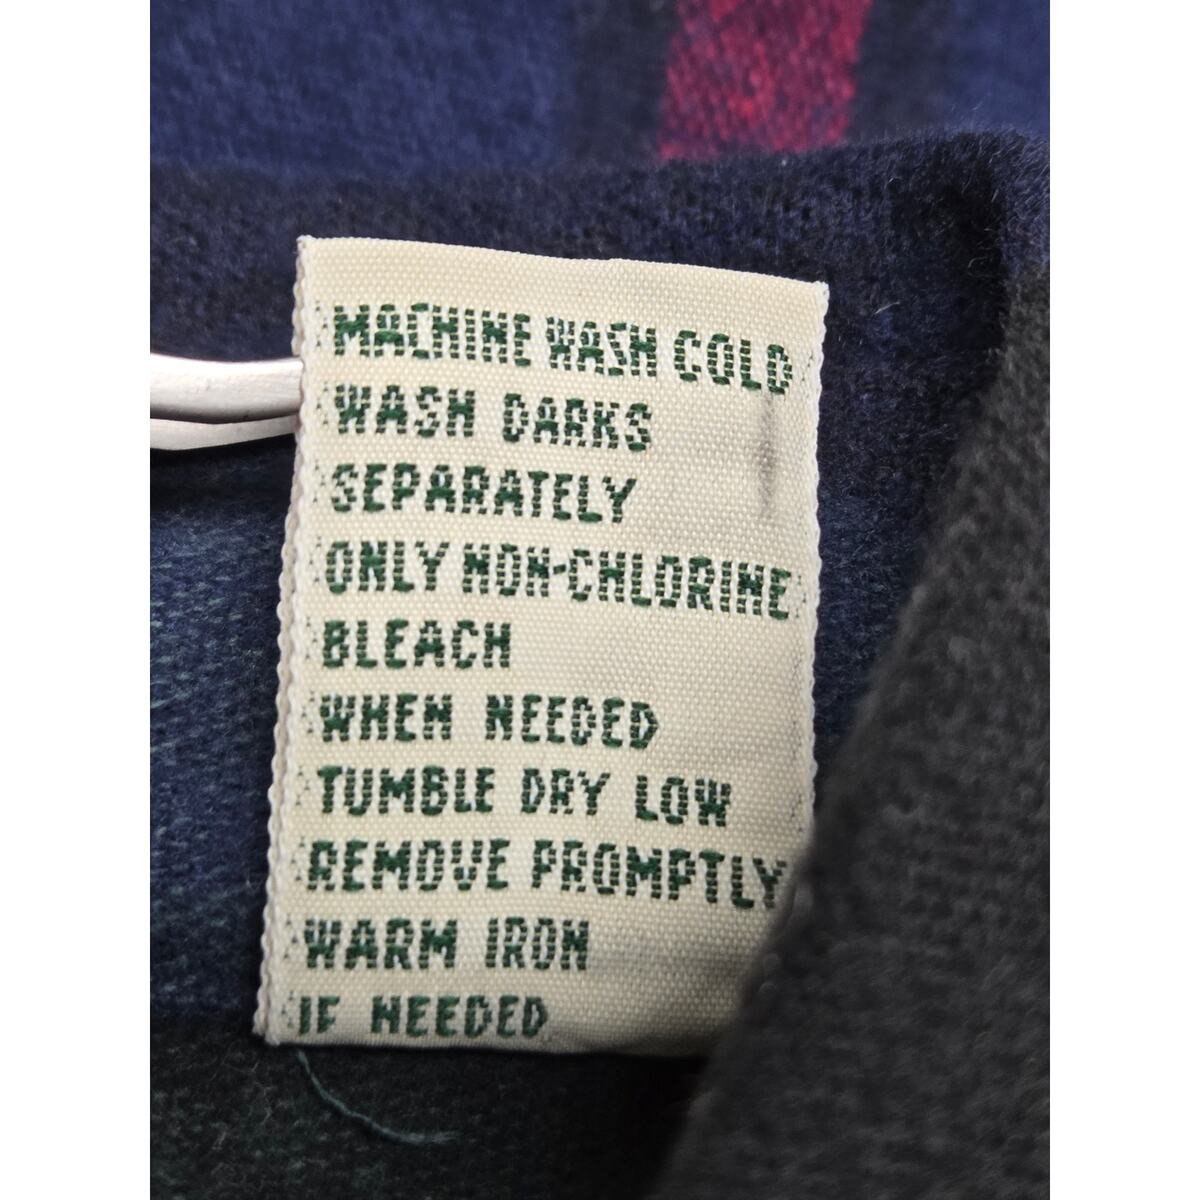 MACHINE WASH COLD
WASH DARKS
SEPARATELY
ONLY NON-CHLORINE
BLEACH
WHEN NEEDED
TUMBLE DRY LOW
REMOVE PROMPTLY
WARM IRON
IF NEEDED